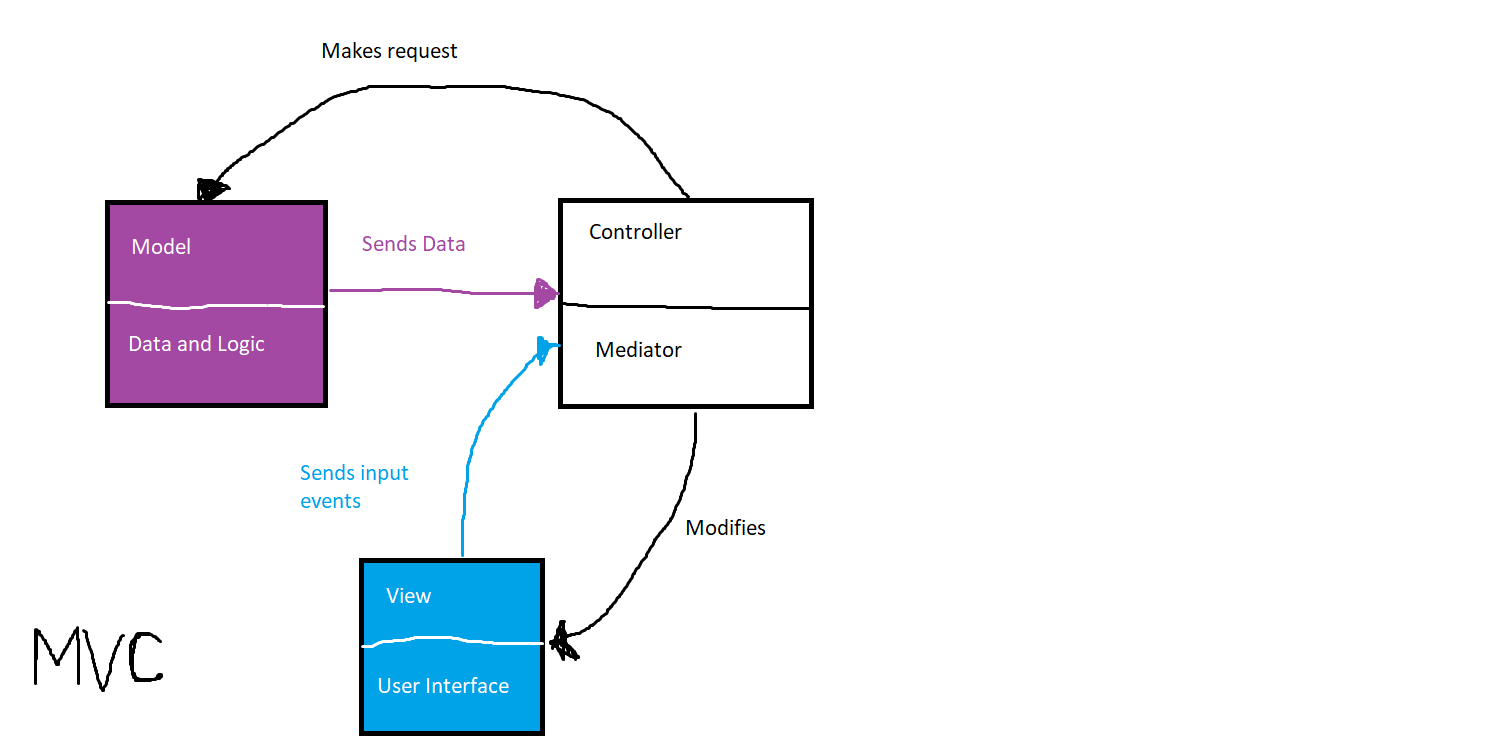 Makes request
Model
Sends Data
Controller
Data and Logic
Mediator
Sends input
events
Modifies
View
User Interface
MVC